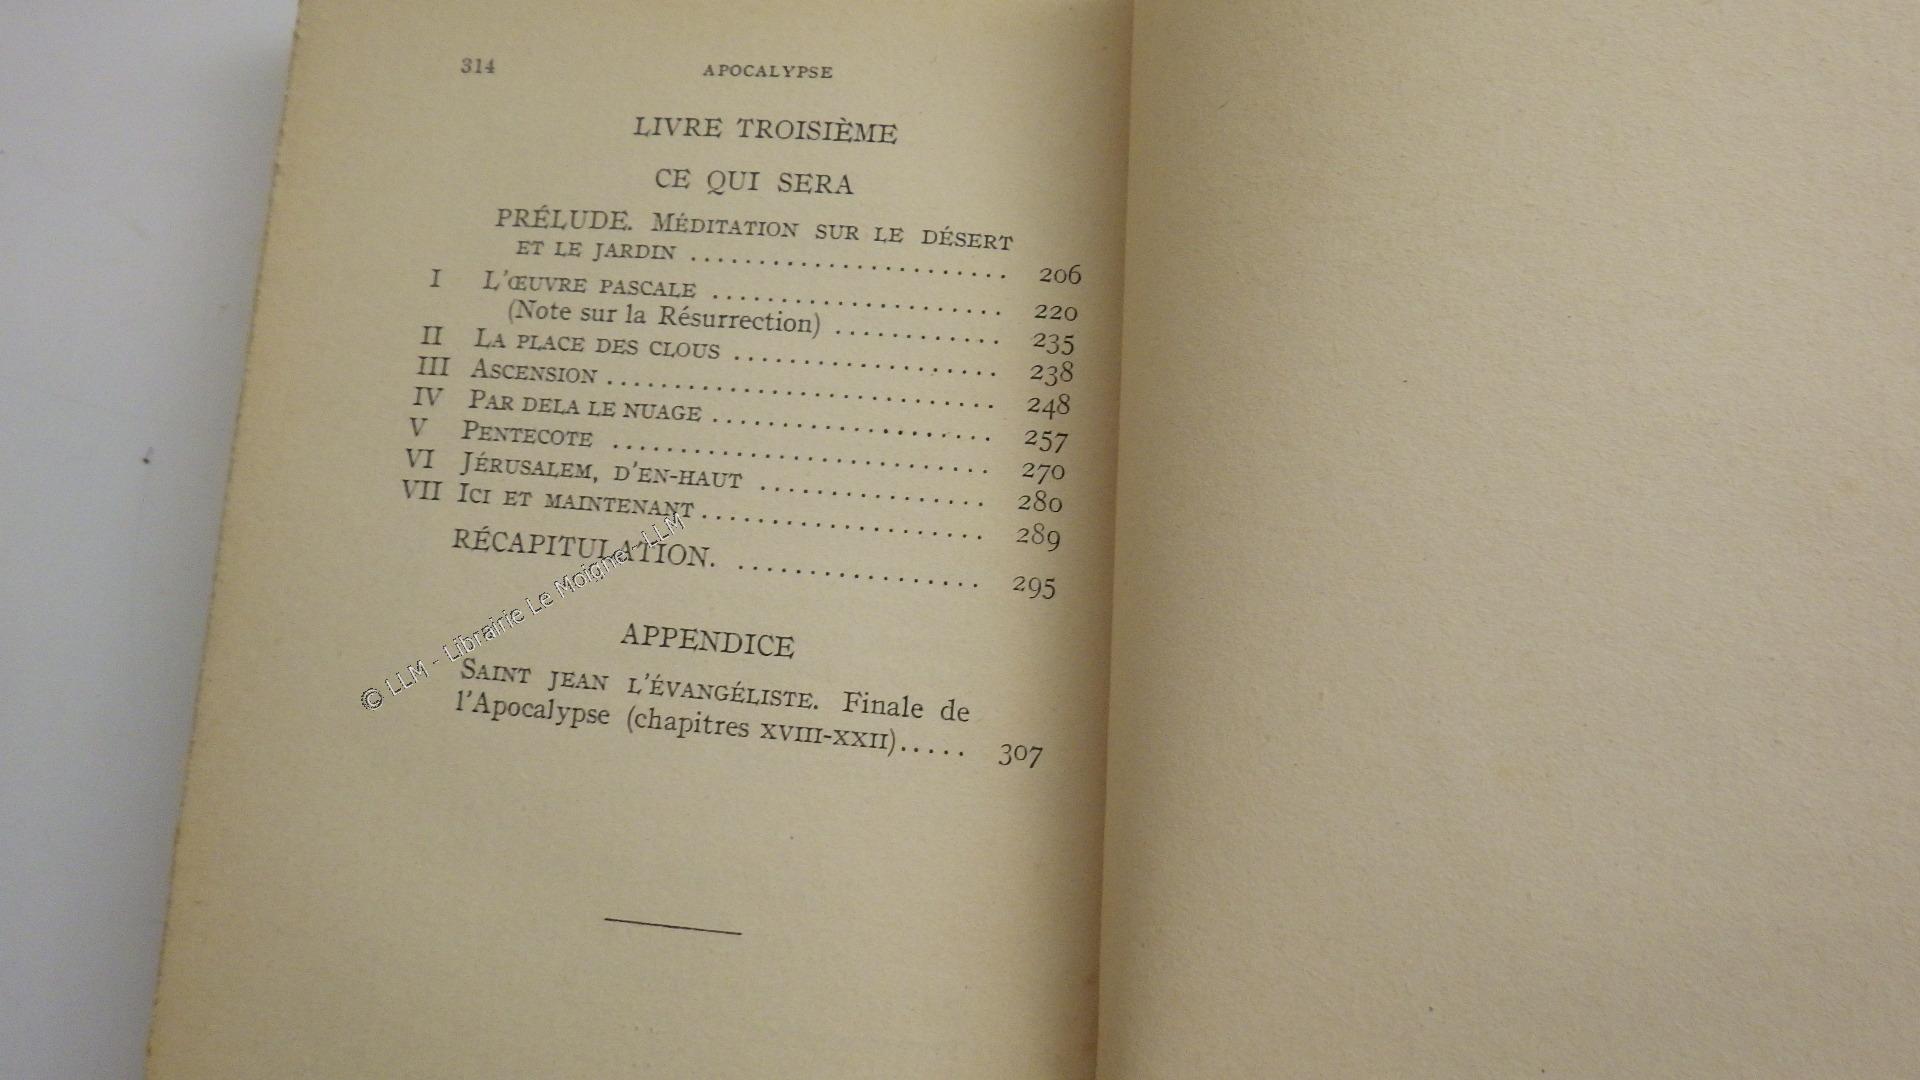 314 APOCALYPSE
LIVRE TROISIÈME
CE QUI SERA
PRÉLUDE. MÉDITATION SUR LE DÉSERT
ET LE JARDIN ........................ 206
I L'ŒUVRE PASCALE ...................... 220
(Note sur la Résurrection) ............ 235
II LA PLACE DES CLOUS .................... 238
III ASCENSION ............................. 248
IV PAR DELA LE NUAGE ..................... 257
V PENTECOTE ............................ 270
VI JÉRUSALEM, D'EN-HAUT ................. 280
VII ICI ET MAINTENANT ..................... 289
RÉCAPITULATION. .................. 295
APPENDICE
SAINT JEAN L'ÉVANGÉLISTE. Finale de
l'Apocalypse (chapitres XVIII-XXII)..... 307
© LLM - Librairie Le Moigne - LLM